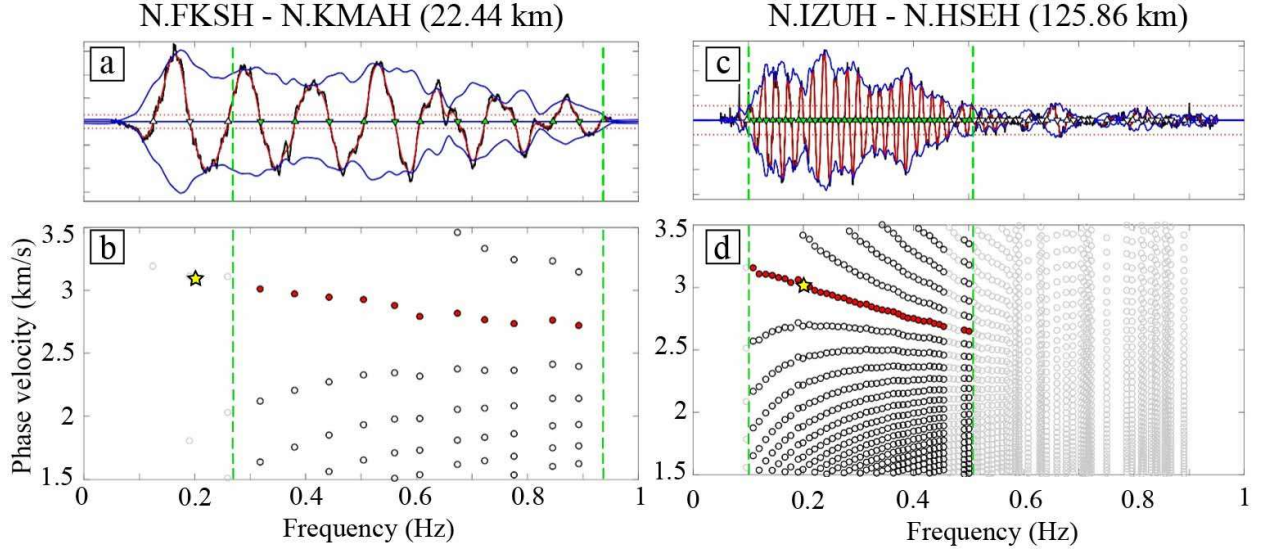 N.FKSH - N.KMAH (22.44 km)
N.IZUH - N.HSEH (125.86 km)
a
c
b
d
Phase velocity (km/s)
3.5
3
2.5
2
1.5
3.5
3
2.5
2
1.5
0 0.2 0.4 0.6 0.8 1
0 0.2 0.4 0.6 0.8 1
Frequency (Hz)
Frequency (Hz)